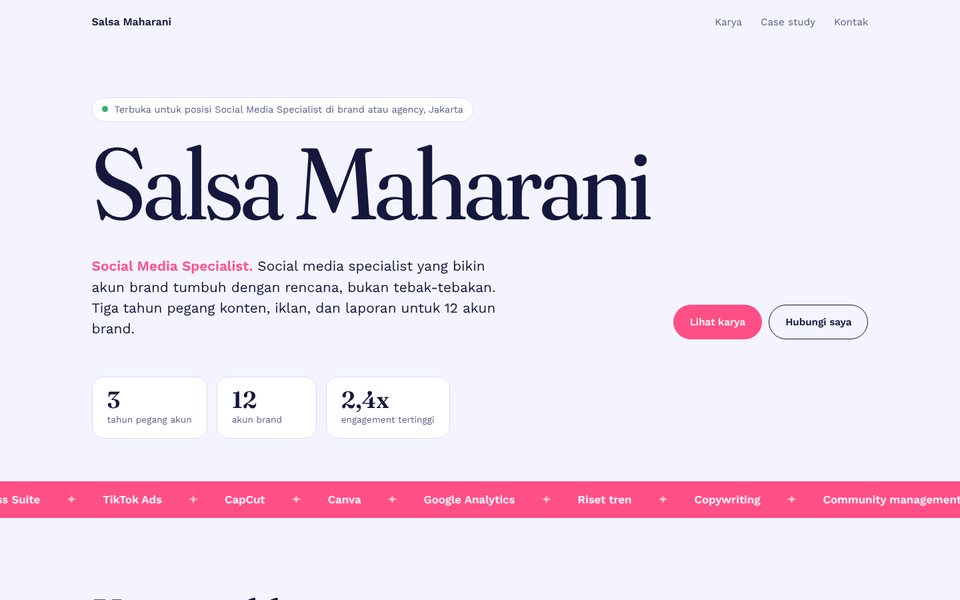 Salsa Maharani
Karya Case study Kontak
Terbuka untuk posisi Social Media Specialist di brand atau agency, Jakarta
Salsa Maharani
Social Media Specialist. Social media specialist yang bikin
akun brand tumbuh dengan rencana, bukan tebak-tebakan.
Tiga tahun pegang konten, iklan, dan laporan untuk 12 akun
brand.
Lihat karya
Hubungi saya
3
tahun pegang akun
12
akun brand
2,4x
engagement tertinggi
Suite ✦ TikTok Ads ✦ CapCut ✦ Canva ✦ Google Analytics ✦ Riset tren ✦ Copywriting ✦ Community management